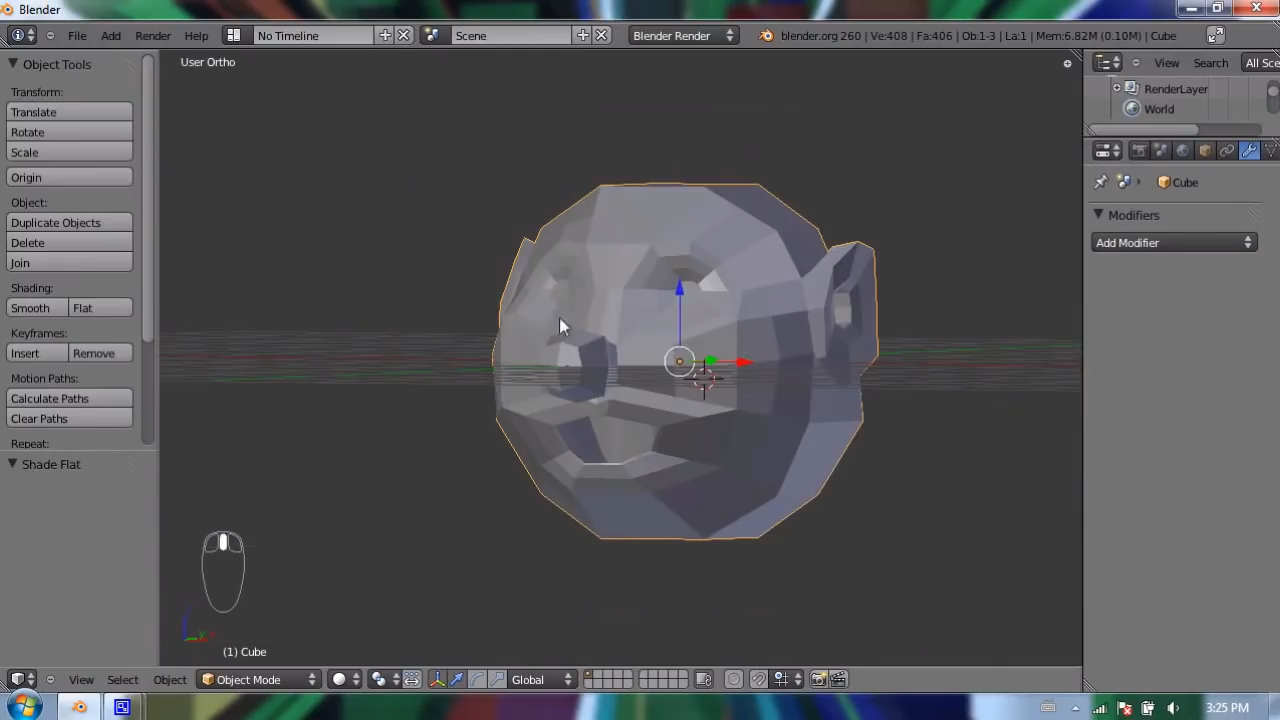 Blender
File Add Render Help No Timeline Scene Blender Render blender.org 260 | Ve:408 | Fa:406 | Ob:1-3 | La:1 | Mem:6.82M (0.10M) | Cube
Object Tools
Transform:
Translate
Rotate
Scale
Origin
Object:
Duplicate Objects
Delete
Join
Shading:
Smooth Flat
Keyframes:
Insert Remove
Motion Paths:
Calculate Paths
Clear Paths
Repeat:
Shade Flat
User Ortho
(1) Cube
View Search All Sce
RenderLayer
World
Cube
Modifiers
Add Modifier
View Select Object Object Mode Global
3:25 PM